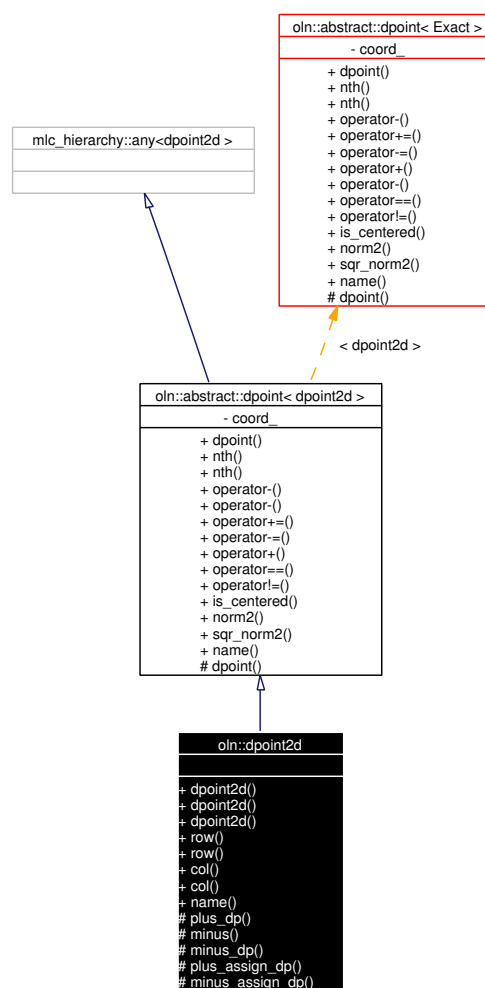 oln::abstract::dpoint< Exact >
- coord_
+ dpoint()
+ nth()
+ nth()
+ operator-()
+ operator+=()
+ operator-=()
+ operator+()
+ operator-()
+ operator==()
+ operator!=()
+ is_centered()
+ norm2()
+ sqr_norm2()
+ name()
# dpoint()
mlc_hierarchy::any<dpoint2d >
< dpoint2d >
oln::abstract::dpoint< dpoint2d >
- coord_
+ dpoint()
+ nth()
+ nth()
+ operator-()
+ operator-()
+ operator+=()
+ operator-=()
+ operator+()
+ operator==()
+ operator!=()
+ is_centered()
+ norm2()
+ sqr_norm2()
+ name()
# dpoint()
oln::dpoint2d
+ dpoint2d()
+ dpoint2d()
+ dpoint2d()
+ row()
+ row()
+ col()
+ col()
+ name()
# plus_dp()
# minus()
# minus_dp()
# plus_assign_dp()
# minus_assign_dp()